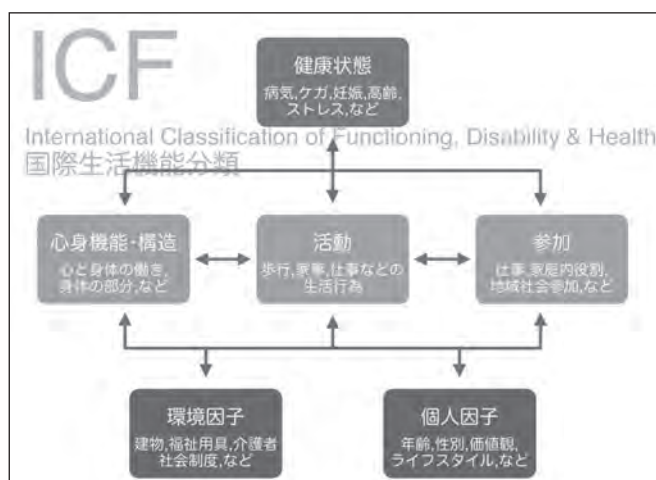 ICF
International Classification of Functioning, Disability & Health
国際生活機能分類
健康状態
病気,ケガ,妊娠,高齢,
ストレス,など
心身機能・構造
心と身体の働き,
身体の部分,など
活動
歩行,家事,仕事などの
生活行為
参加
仕事,家庭内役割,
地域社会参加,など
環境因子
建物,福祉用具,介護者
社会制度,など
個人因子
年齢,性別,価値観,
ライフスタイル,など